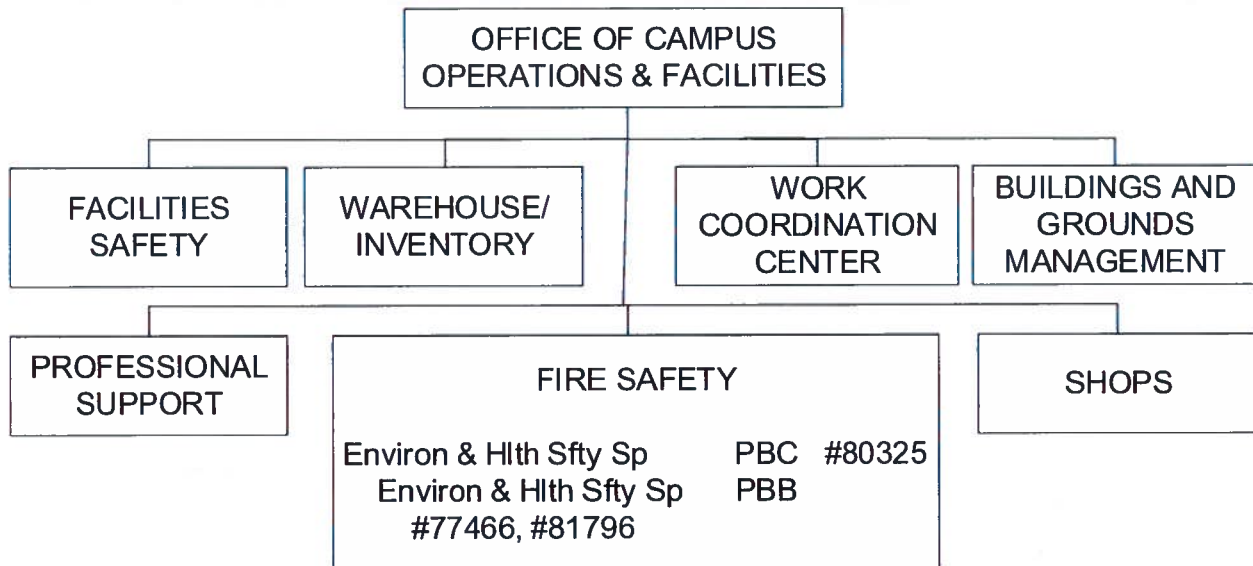 OFFICE OF CAMPUS
OPERATIONS & FACILITIES
FACILITIES
SAFETY
WAREHOUSE/
INVENTORY
WORK
COORDINATION
CENTER
BUILDINGS AND
GROUNDS
MANAGEMENT
PROFESSIONAL
SUPPORT
FIRE SAFETY
Environ & Hlth Sfty Sp PBC #80325
Environ & Hlth Sfty Sp PBB
#77466, #81796
SHOPS